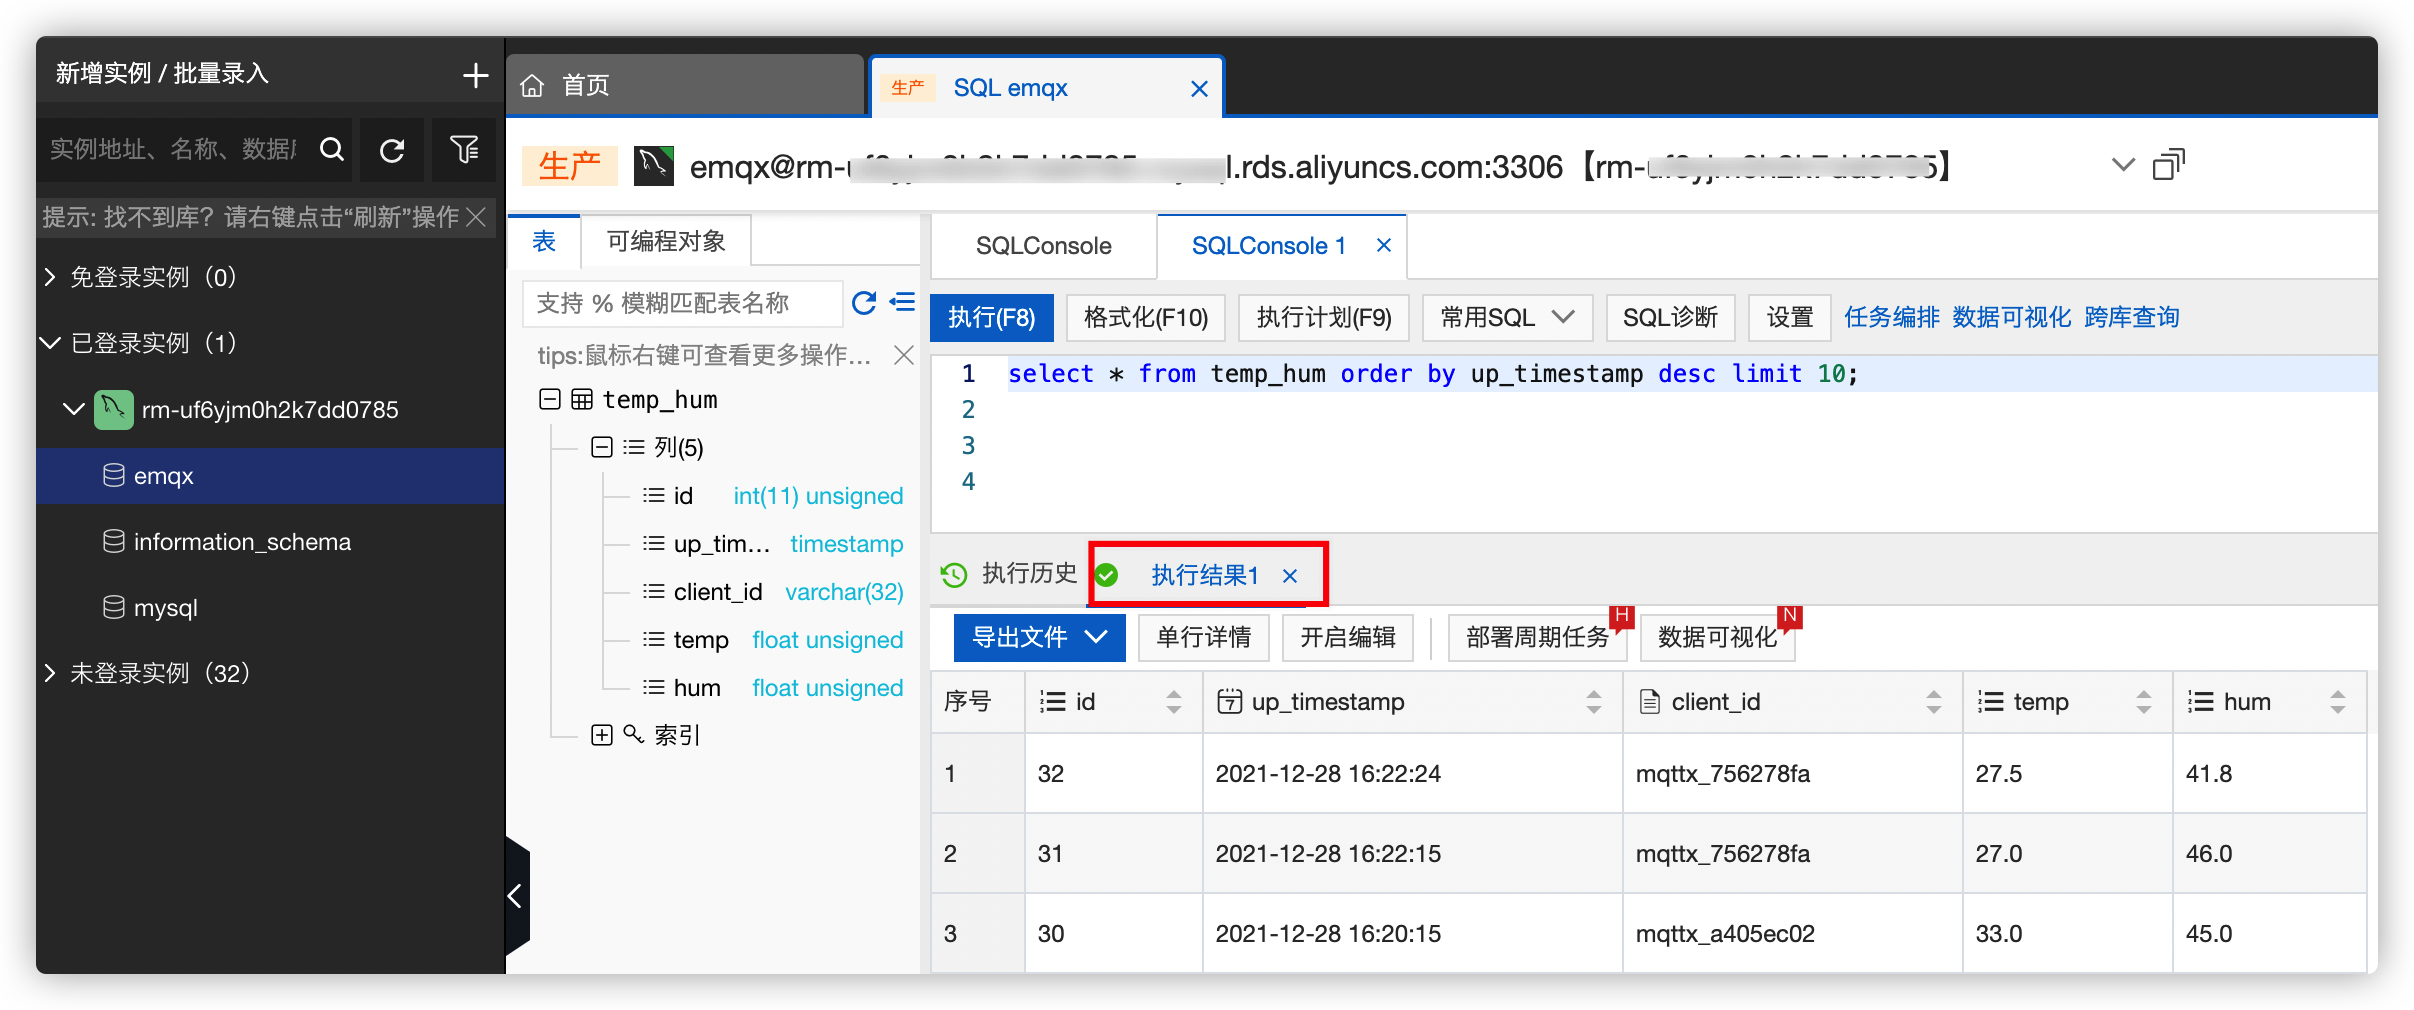 新增实例 / 批量录入
首页
生产 SQL emqx
实例地址、名称、数据
生产 emqx@rm- l.rds.aliyuncs.com:3306【rm- 】
提示: 找不到库？请右键点击“刷新”操作
免登录实例（0）
已登录实例（1）
rm-uf6yjm0h2k7dd0785
emqx
information_schema
mysql
未登录实例（32）
表
可编程对象
支持 % 模糊匹配表名称
tips:鼠标右键可查看更多操作...
temp_hum
列(5)
id int(11) unsigned
up_tim... timestamp
client_id varchar(32)
temp float unsigned
hum float unsigned
索引
SQLConsole
SQLConsole 1
执行(F8) 格式化(F10) 执行计划(F9) 常用SQL SQL诊断 设置 任务编排 数据可视化 跨库查询
1 select * from temp_hum order by up_timestamp desc limit 10;
2
3
4
执行历史 执行结果1
导出文件 单行详情 开启编辑 部署周期任务 H 数据可视化 N
序号 id up_timestamp client_id temp hum
1 32 2021-12-28 16:22:24 mqttx_756278fa 27.5 41.8
2 31 2021-12-28 16:22:15 mqttx_756278fa 27.0 46.0
3 30 2021-12-28 16:20:15 mqttx_a405ec02 33.0 45.0